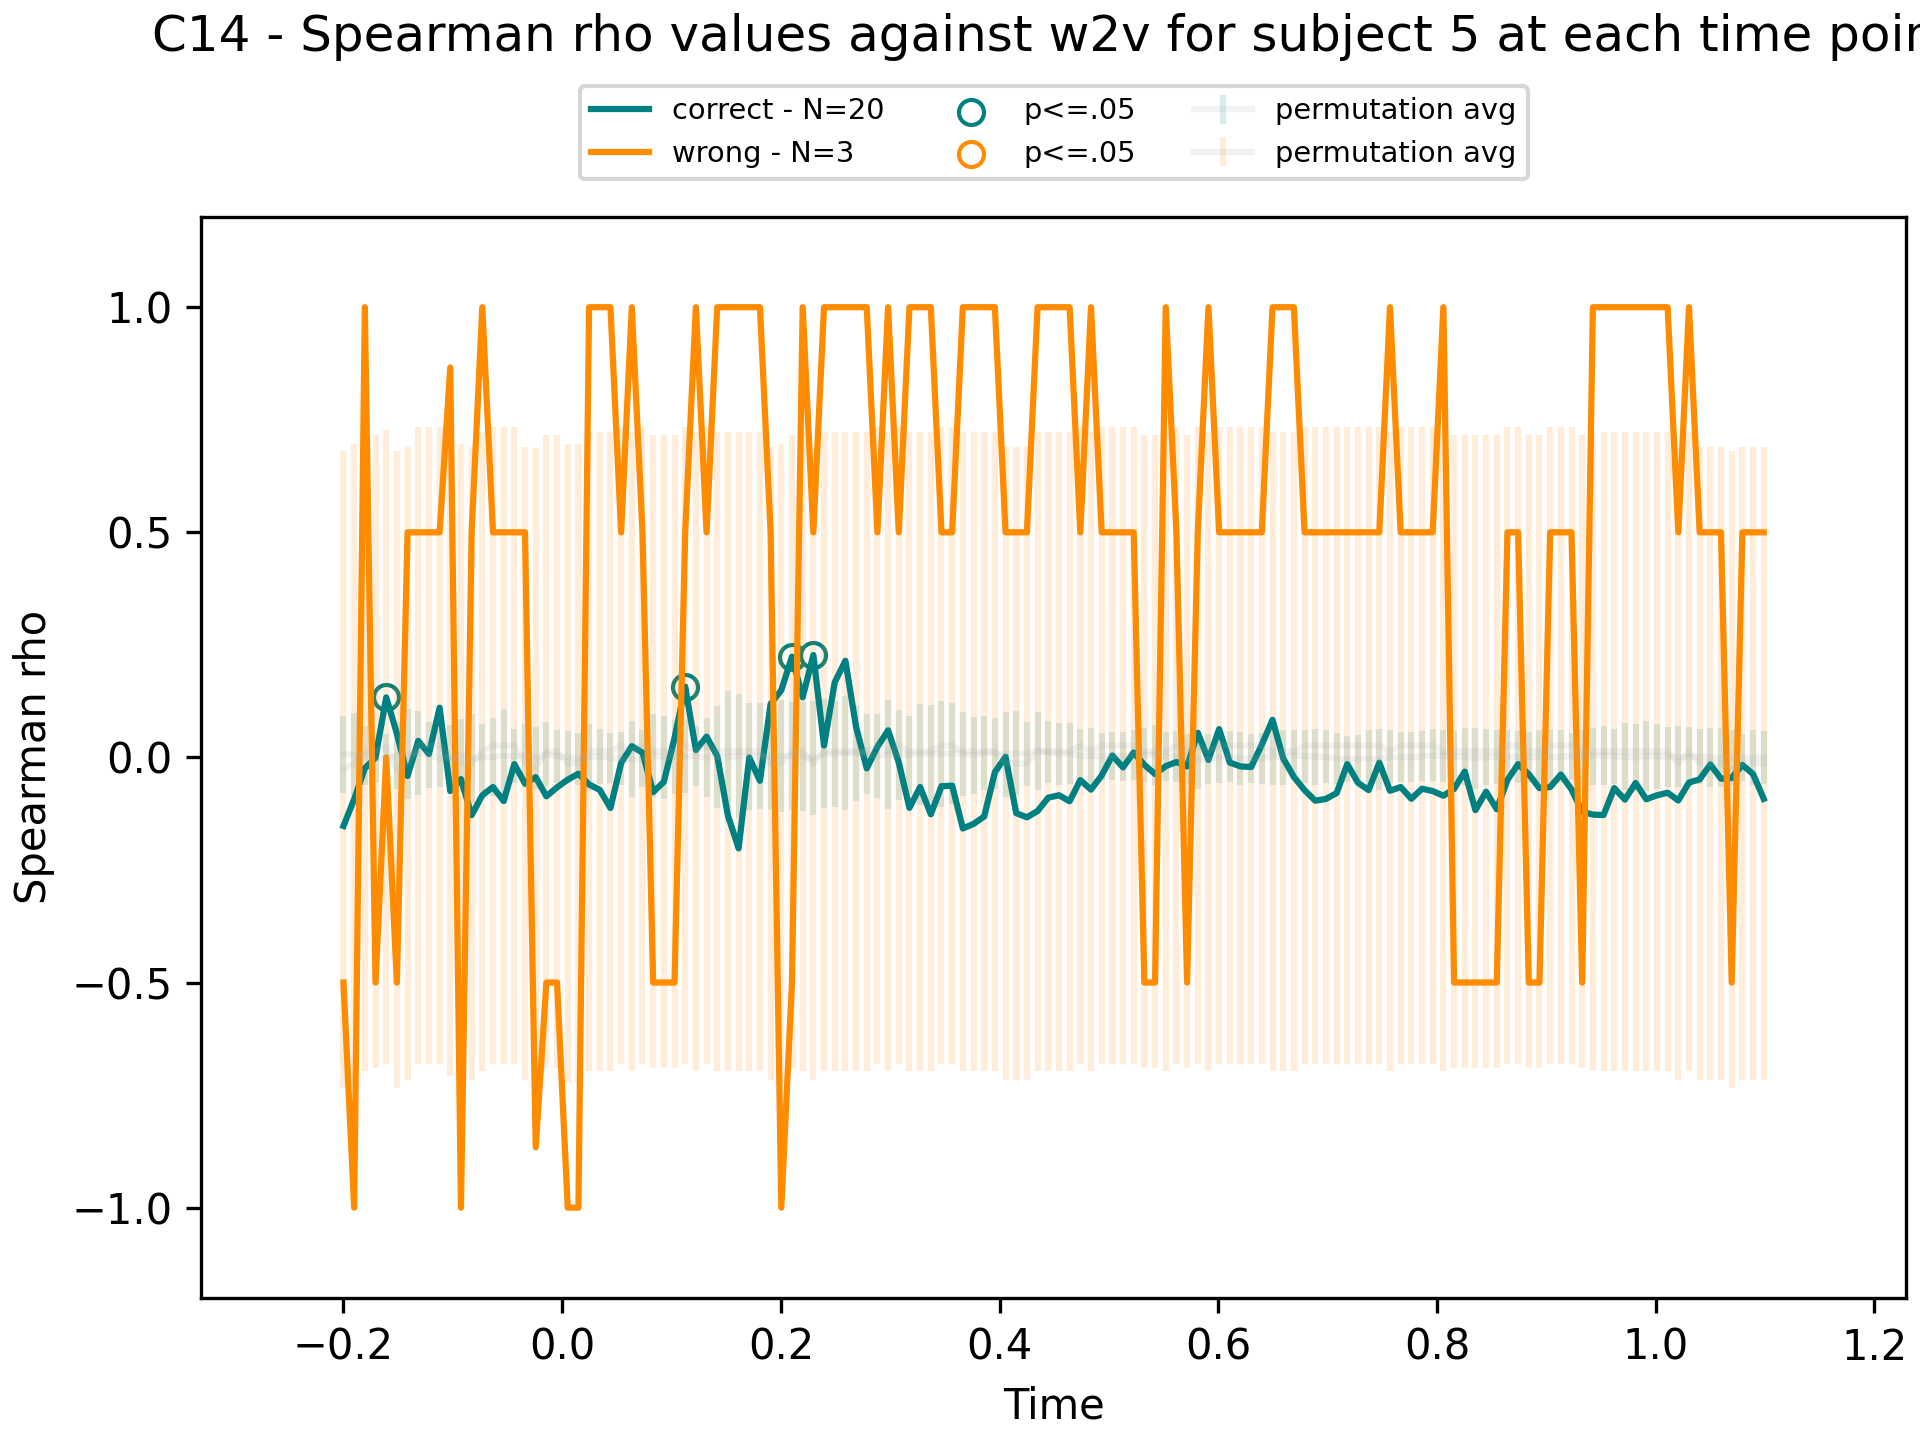 C14 - Spearman rho values against w2v for subject 5 at each time poin
correct - N=20
wrong - N=3
p<=.05
p<=.05
permutation avg
permutation avg
Spearman rho
1.0
0.5
0.0
−0.5
−1.0
−0.2 0.0 0.2 0.4 0.6 0.8 1.0 1.2
Time